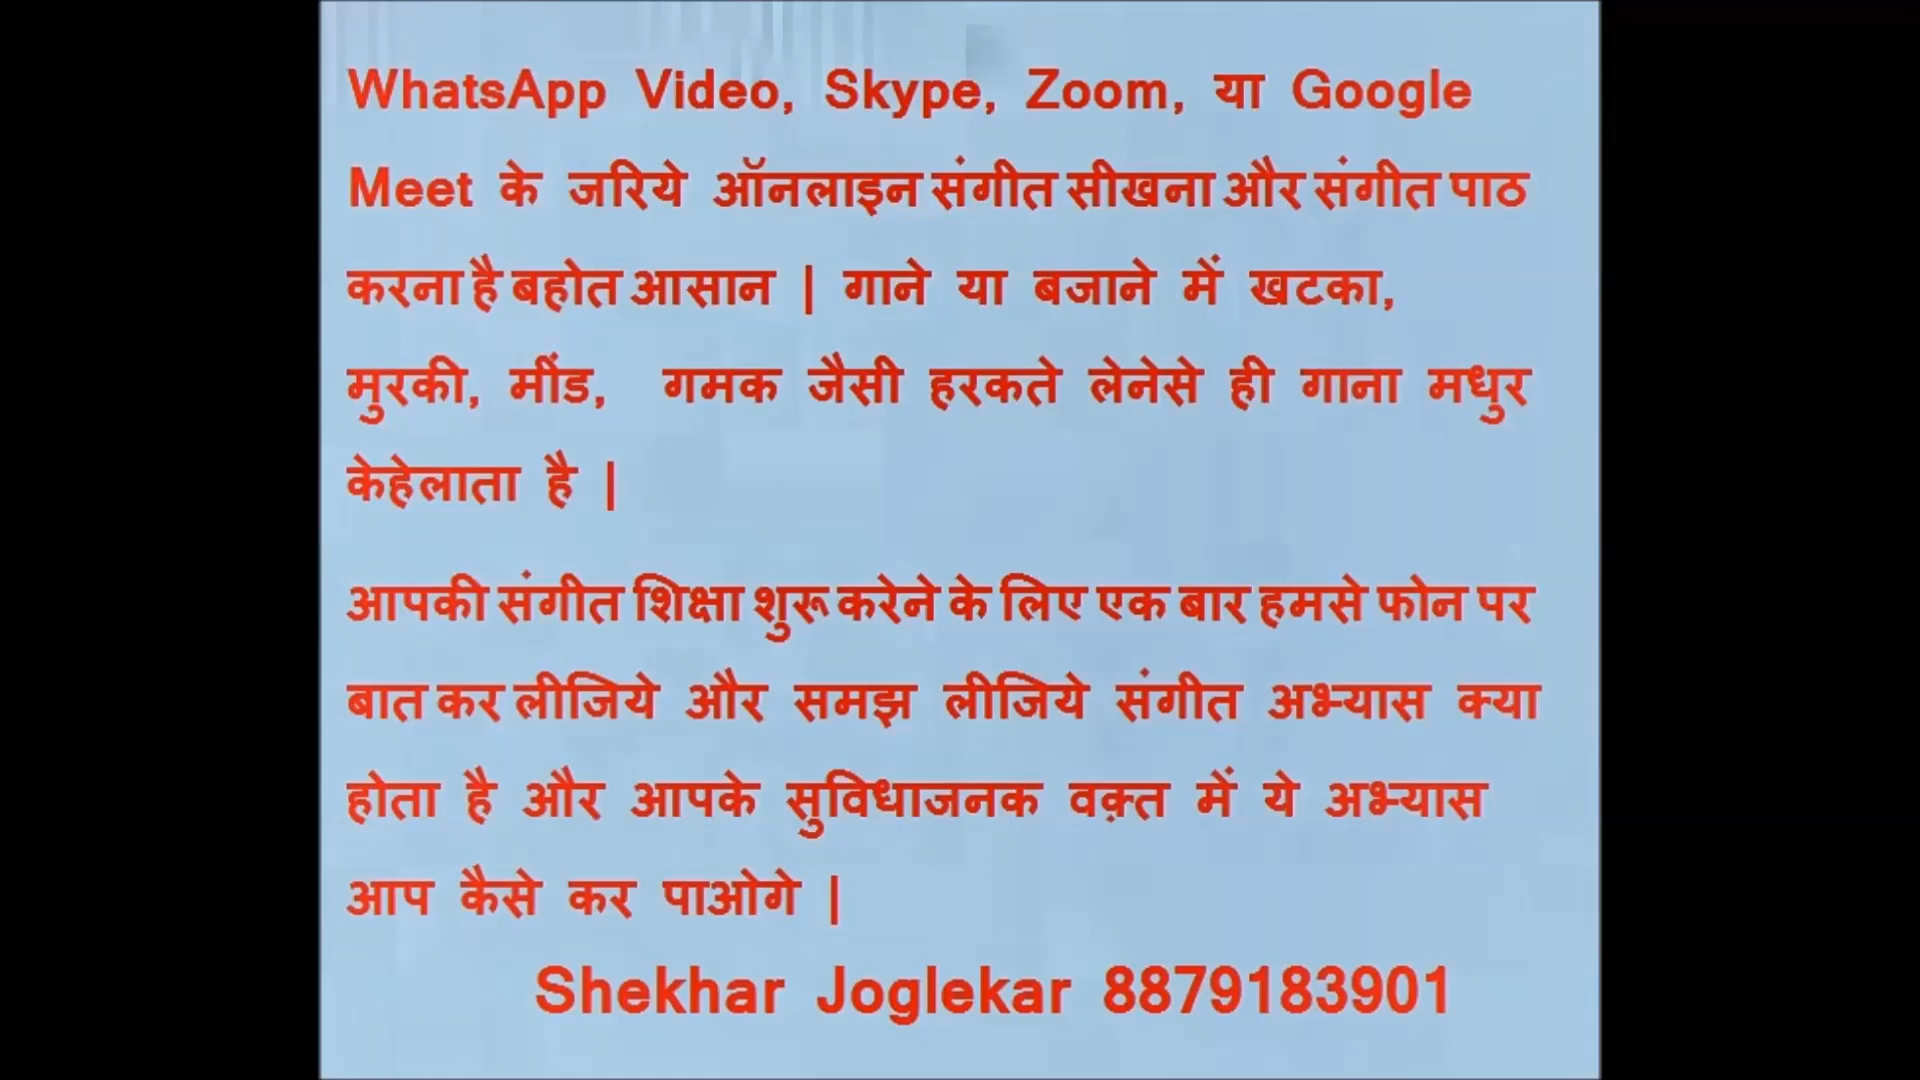 WhatsApp Video, Skype, Zoom, या Google
Meet के जरिये ऑनलाइन संगीत सीखना और संगीत पाठ
करना है बहोत आसान | गाने या बजाने में खटका,
मुरकी, मींड, गमक जैसी हरकते लेनेसे ही गाना मधुर
केहेलाता है |
आपकी संगीत शिक्षा शुरू करेने के लिए एक बार हमसे फोन पर
बात कर लीजिये और समझ लीजिये संगीत अभ्यास क्या
होता है और आपके सुविधाजनक वक़्त में ये अभ्यास
आप कैसे कर पाओगे |
Shekhar Joglekar 8879183901